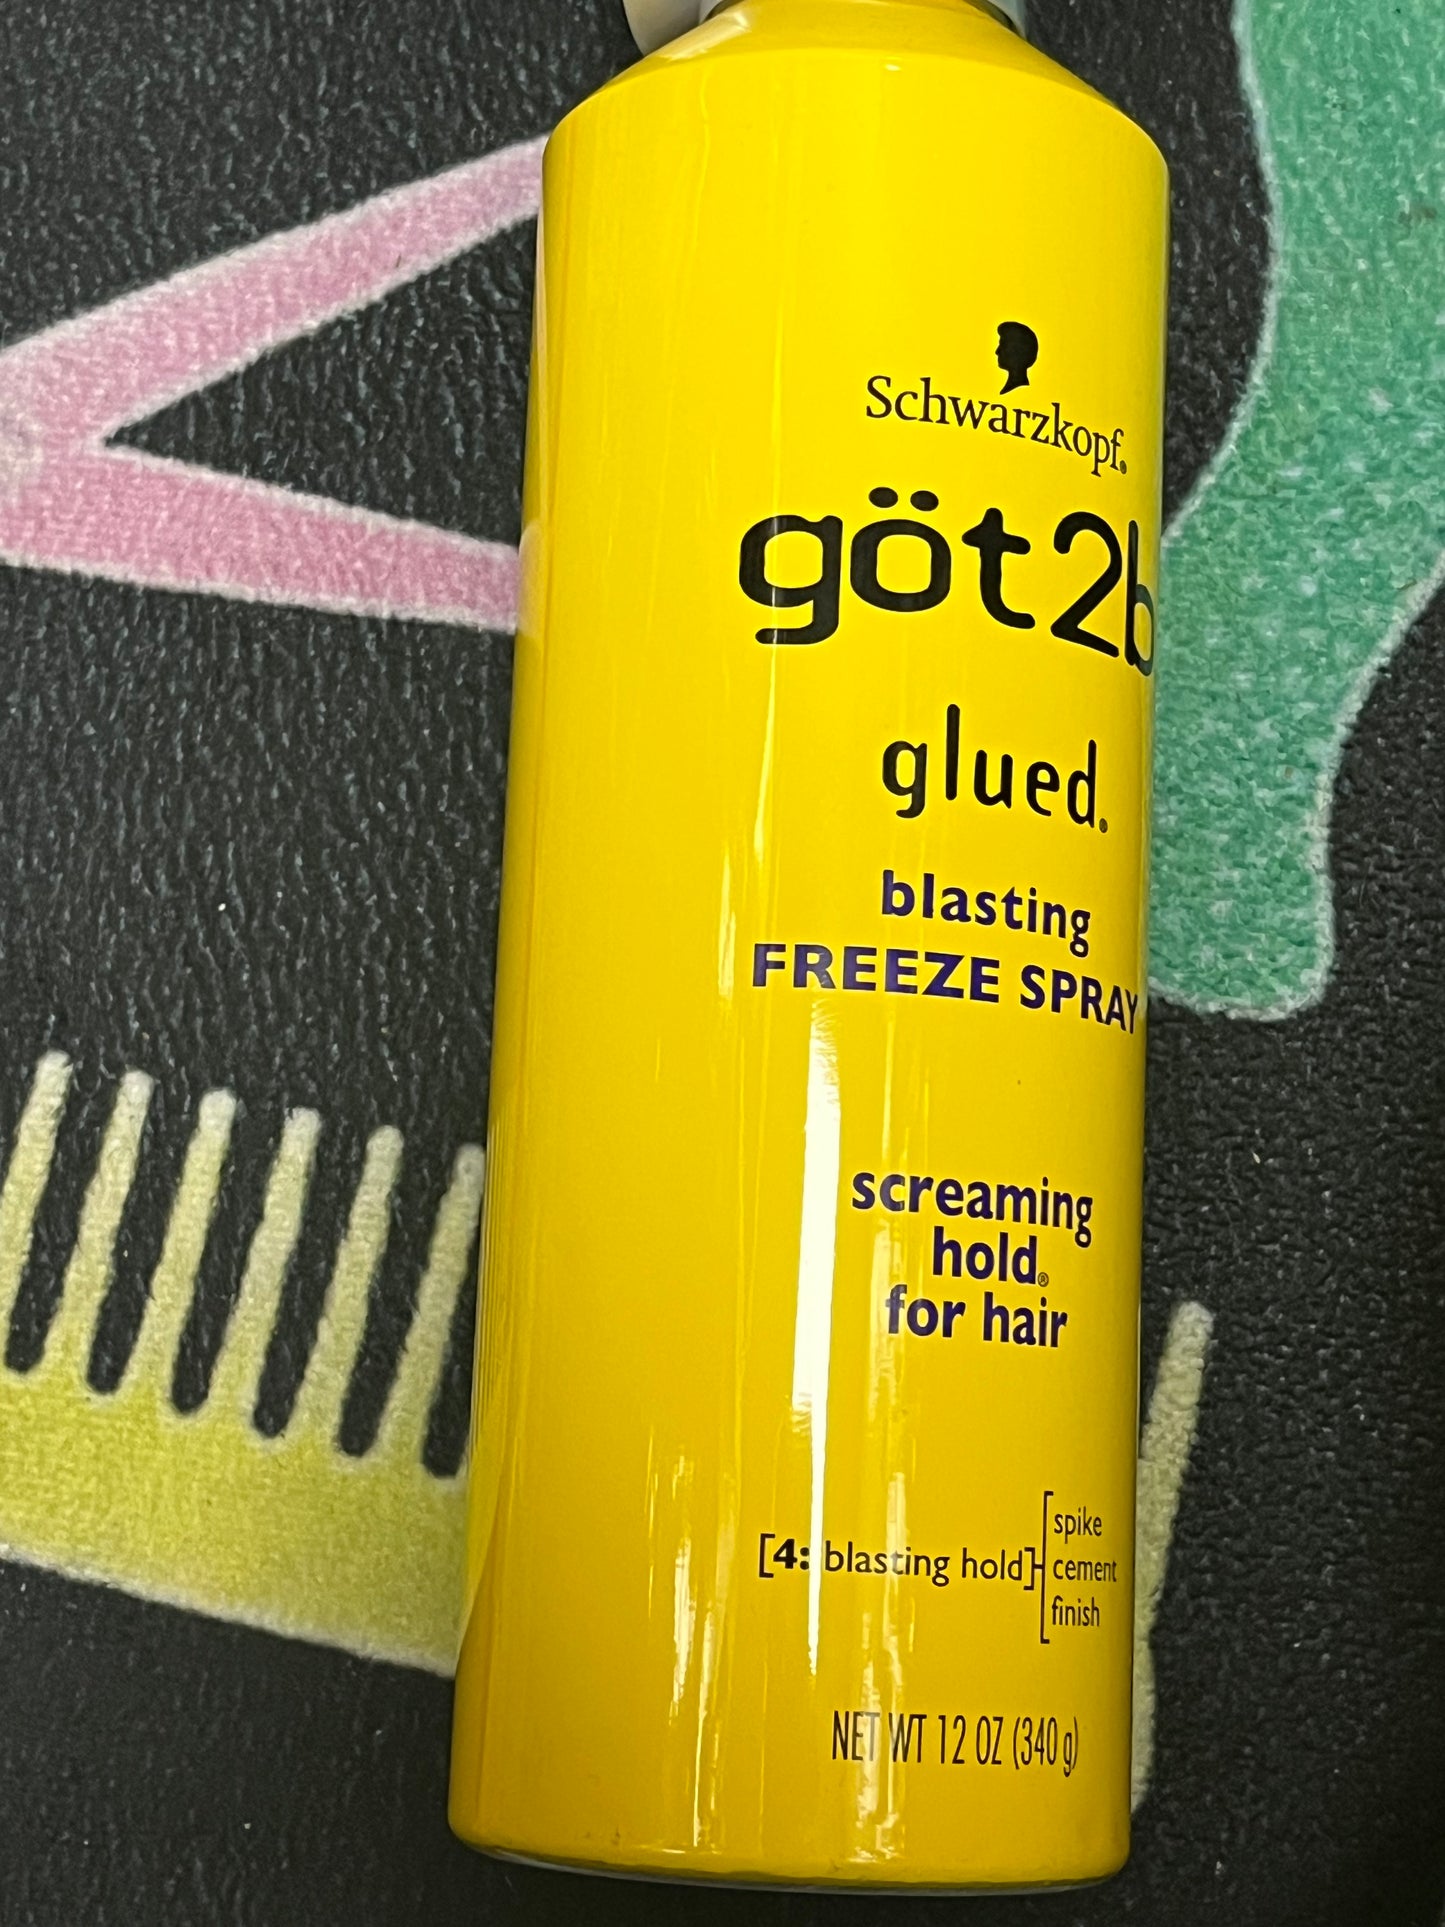 Schwarzkopf®
göt2b
glued®
blasting
FREEZE SPRAY
screaming
hold®
for hair
[4: blasting hold]
spike
cement
finish
NET WT 12 OZ (340 g)